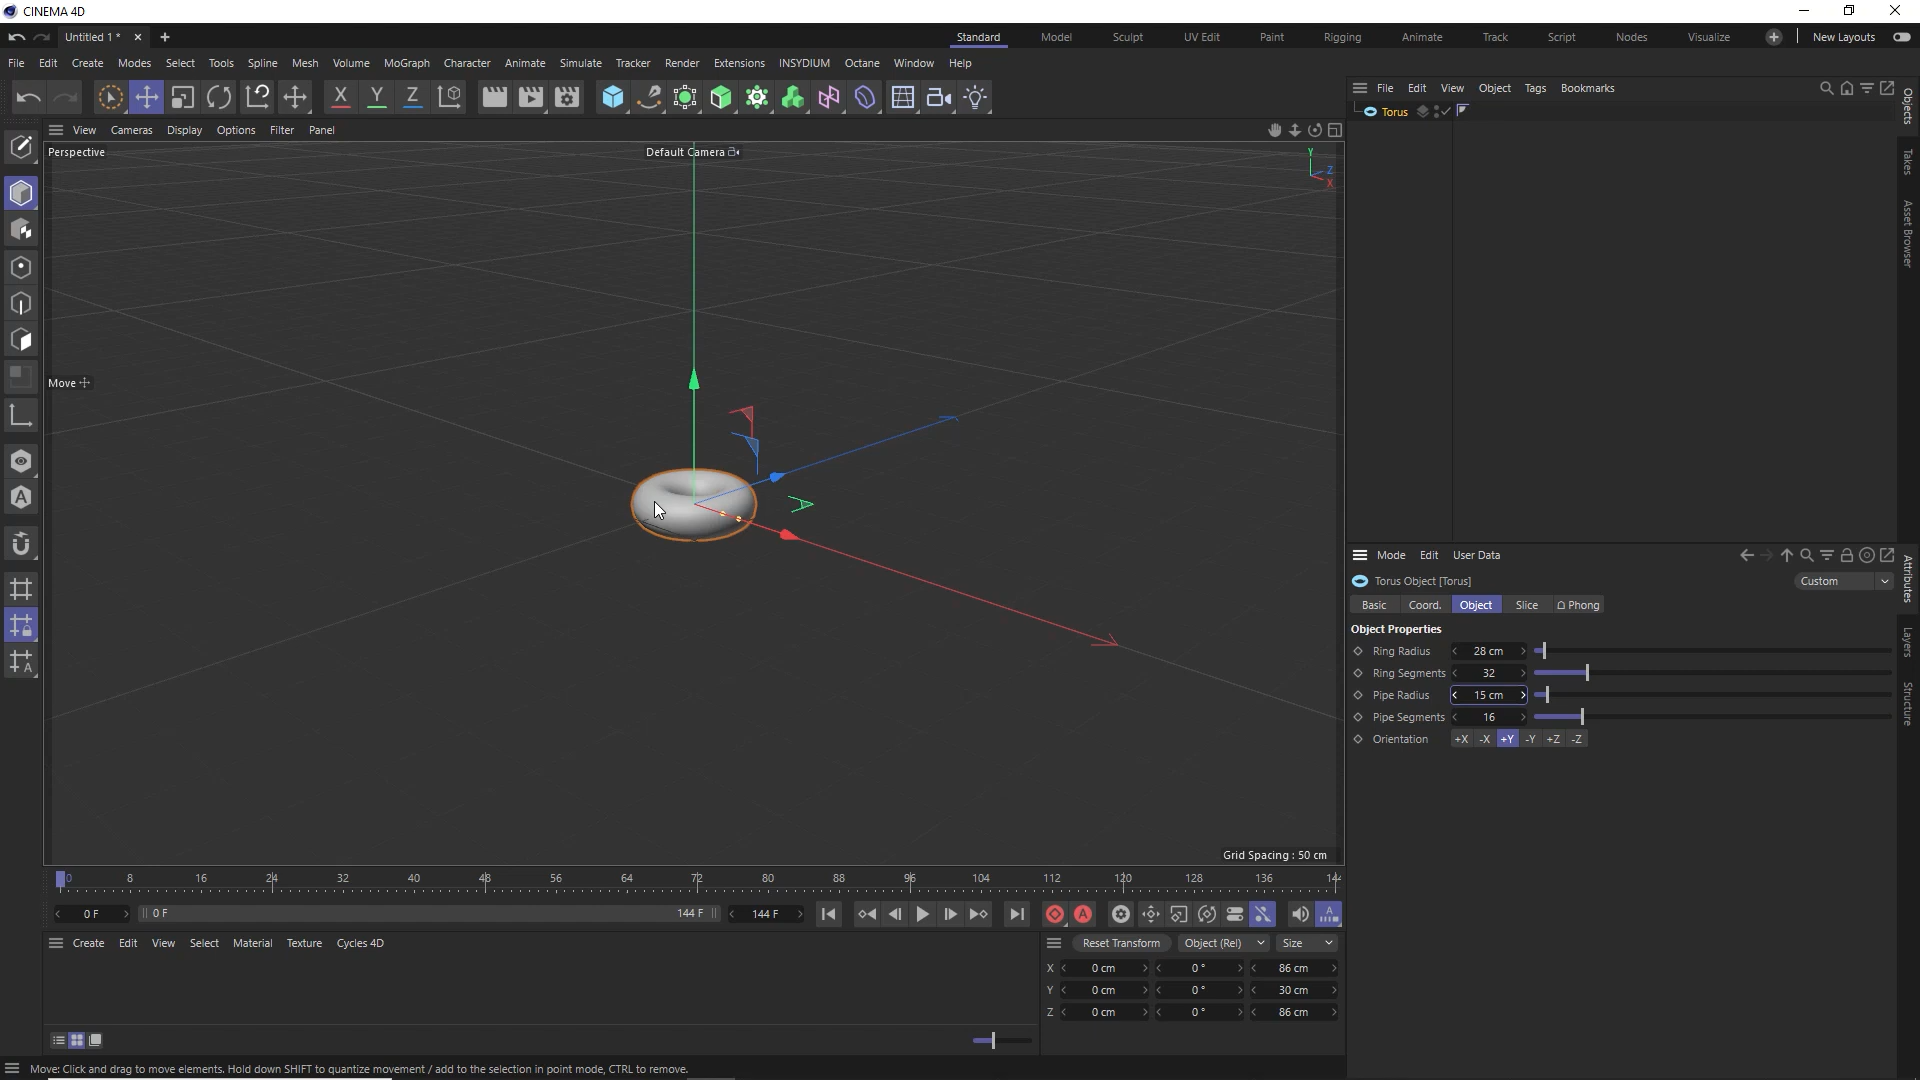 CINEMA 4D
Untitled 1 *
Standard Model Sculpt UV Edit Paint Rigging Animate Track Script Nodes Visualize New Layouts
File Edit Create Modes Select Tools Spline Mesh Volume MoGraph Character Animate Simulate Tracker Render Extensions INSYDIUM Octane Window Help
X Y Z
File Edit View Object Tags Bookmarks
Torus
Objects
Takes
Asset Browser
View Cameras Display Options Filter Panel
Perspective
Default Camera
Y
Z
X
Move
Grid Spacing : 50 cm
Mode Edit User Data
Torus Object [Torus]
Custom
Basic Coord. Object Slice Phong
Object Properties
Ring Radius 28 cm
Ring Segments 32
Pipe Radius 15 cm
Pipe Segments 16
Orientation +X -X +Y -Y +Z -Z
Attributes
Layers
Structure
0 8 16 24 32 40 48 56 64 72 80 88 96 104 112 120 128 136 144
0 F 0 F 144 F 144 F
Create Edit View Select Material Texture Cycles 4D
Reset Transform Object (Rel) Size
X 0 cm 0 ° 86 cm
Y 0 cm 0 ° 30 cm
Z 0 cm 0 ° 86 cm
Move: Click and drag to move elements. Hold down SHIFT to quantize movement / add to the selection in point mode, CTRL to remove.